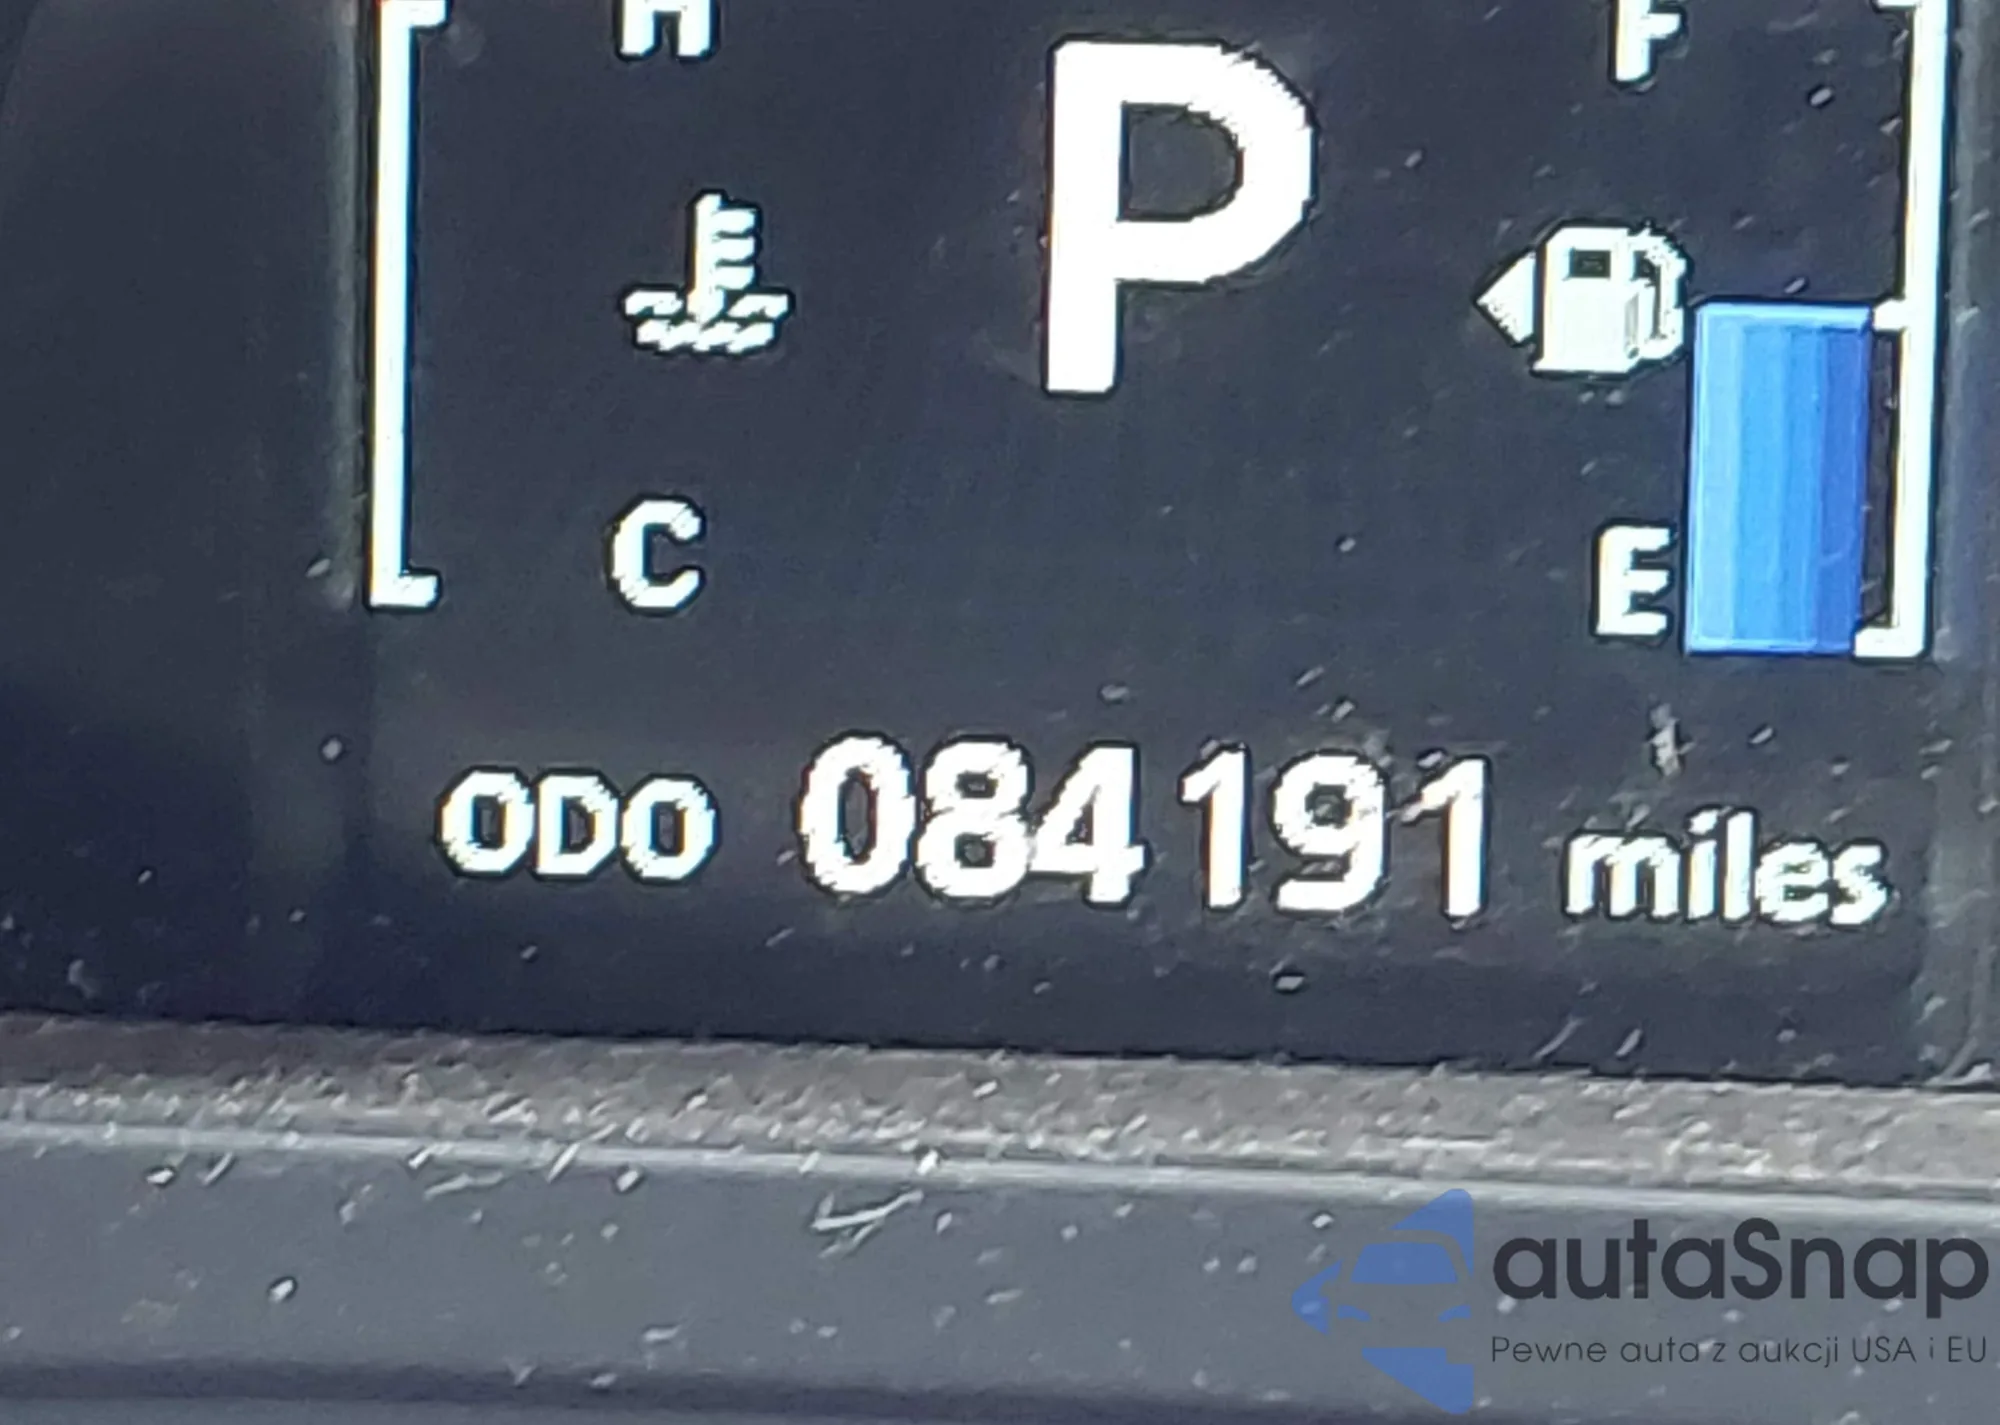 H
P
F
C
E
ODO 084191 miles
autaSnap
Pewne auta z aukcji USA i EU